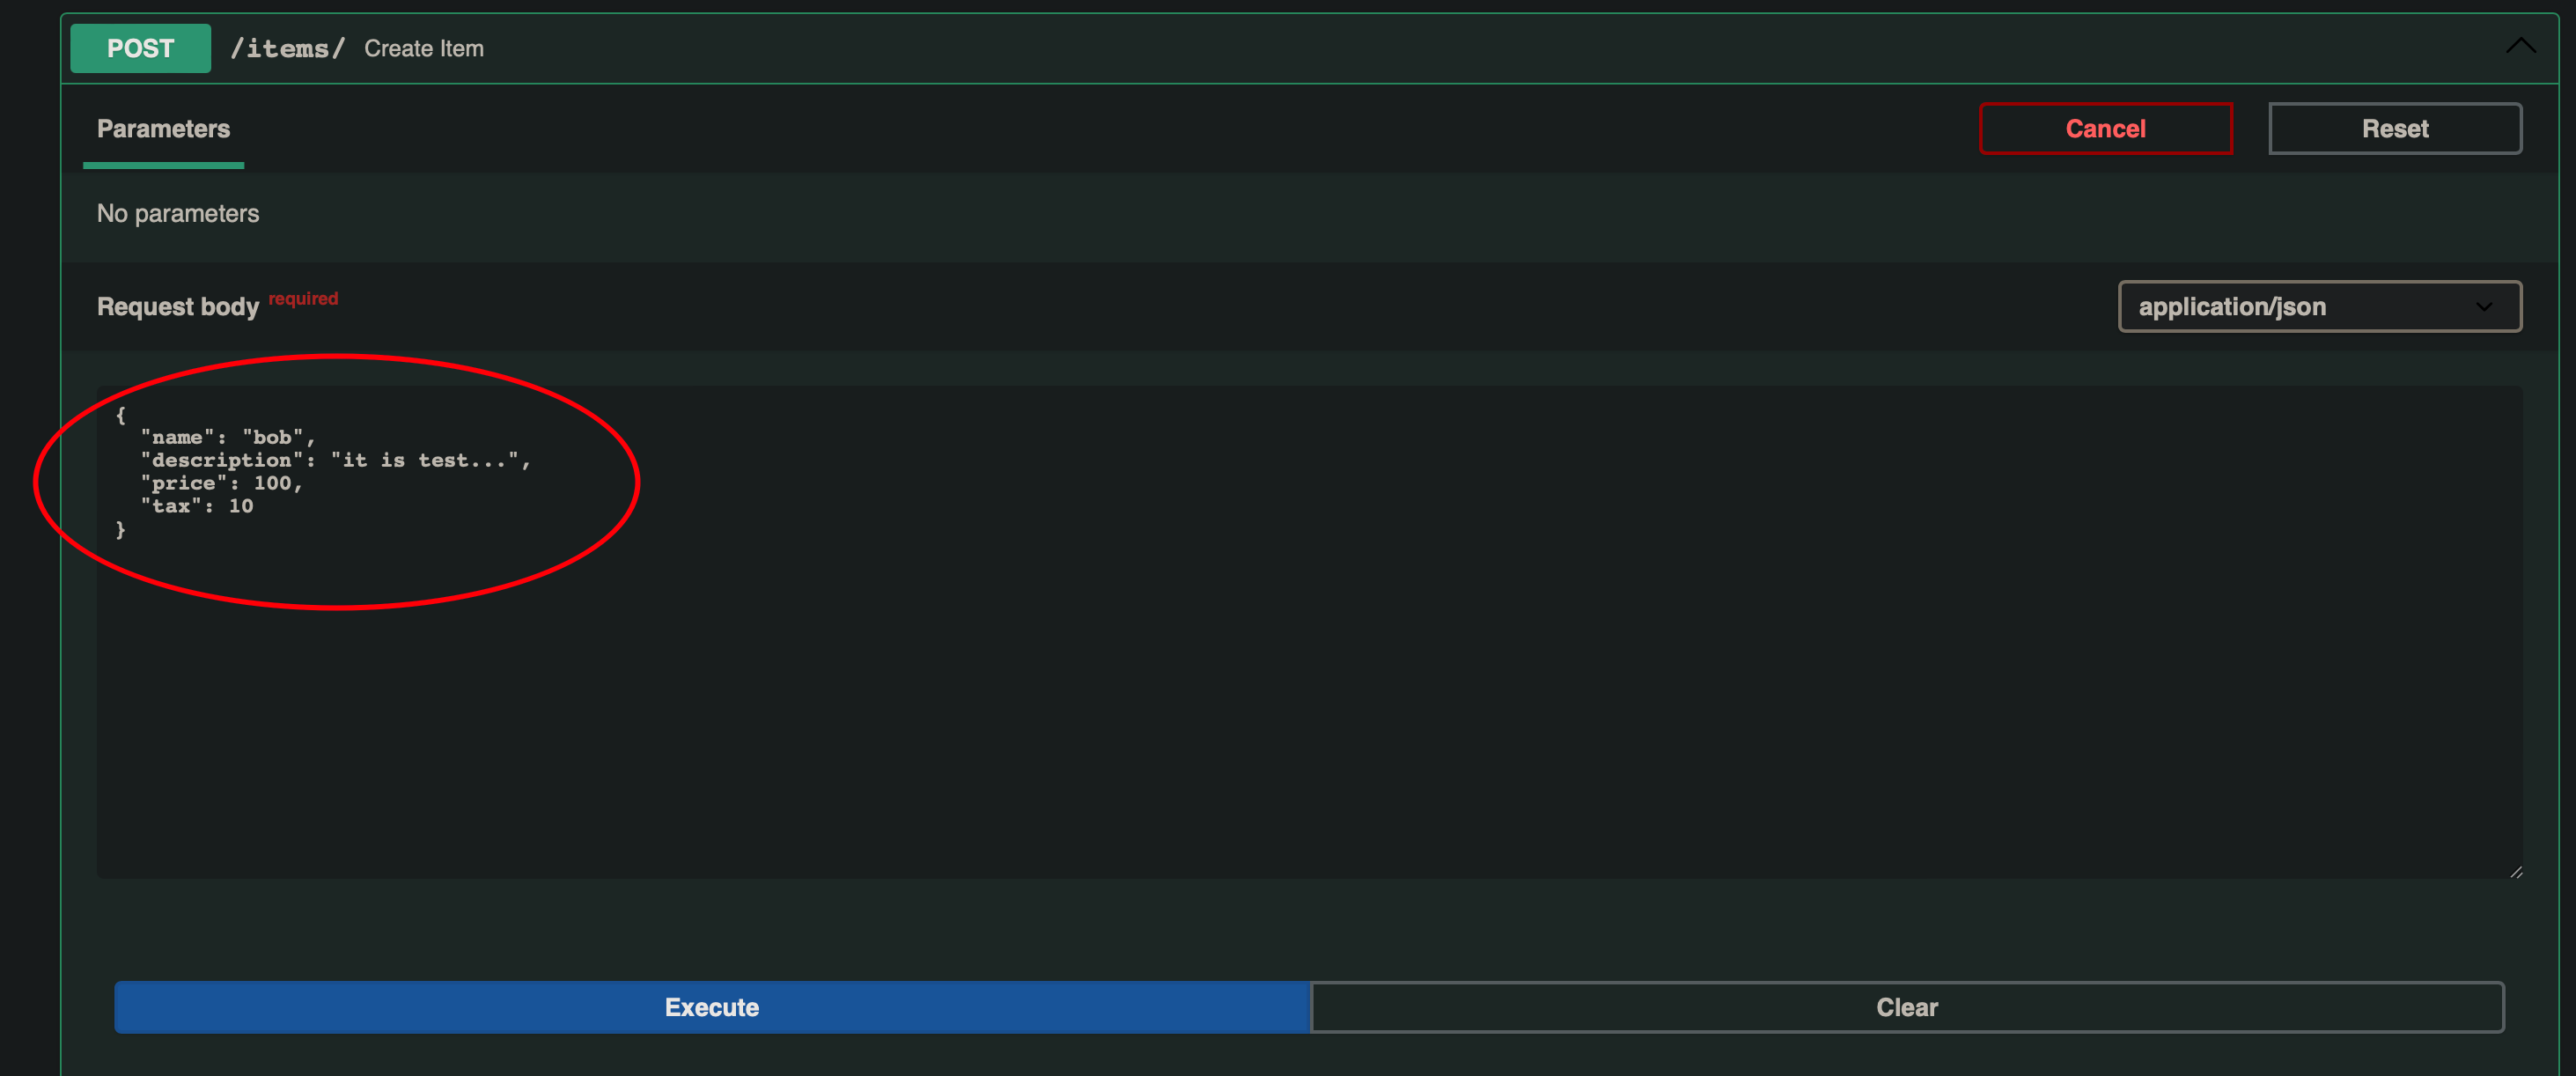 POST /items/ Create Item
Parameters
Cancel
Reset
No parameters
Request body required
application/json
{
  "name": "bob",
  "description": "it is test...",
  "price": 100,
  "tax": 10
}
Execute
Clear